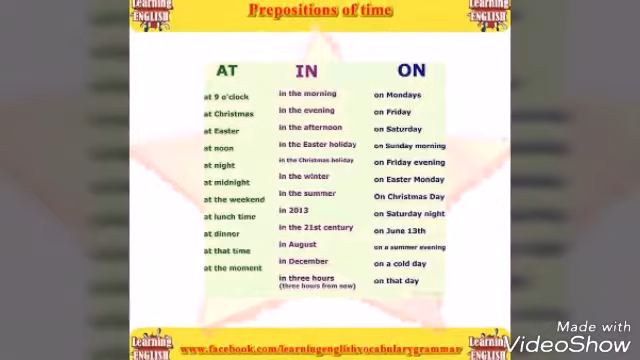 Learning
ENGLISH
Prepositions of time
Learning
ENGLISH
AT
at 9 o'clock
at Christmas
at Easter
at noon
at night
at midnight
at the weekend
at lunch time
at dinnor
at that time
at the moment
IN
in the morning
in the evening
in the afternoon
in the Easter holiday
in the Christmas holiday
in the winter
in the summer
in 2013
in the 21st century
in August
in December
in three hours
(three hours from now)
ON
on Mondays
on Friday
on Saturday
on Sunday morning
on Friday evening
on Easter Monday
On Christmas Day
on Saturday night
on June 13th
on a summer evening
on a cold day
on that day
Learning
ENGLISH
www.facebook.com/learningenglishvocabularygrammar
Learning
ENGLISH
Made with
VideoShow